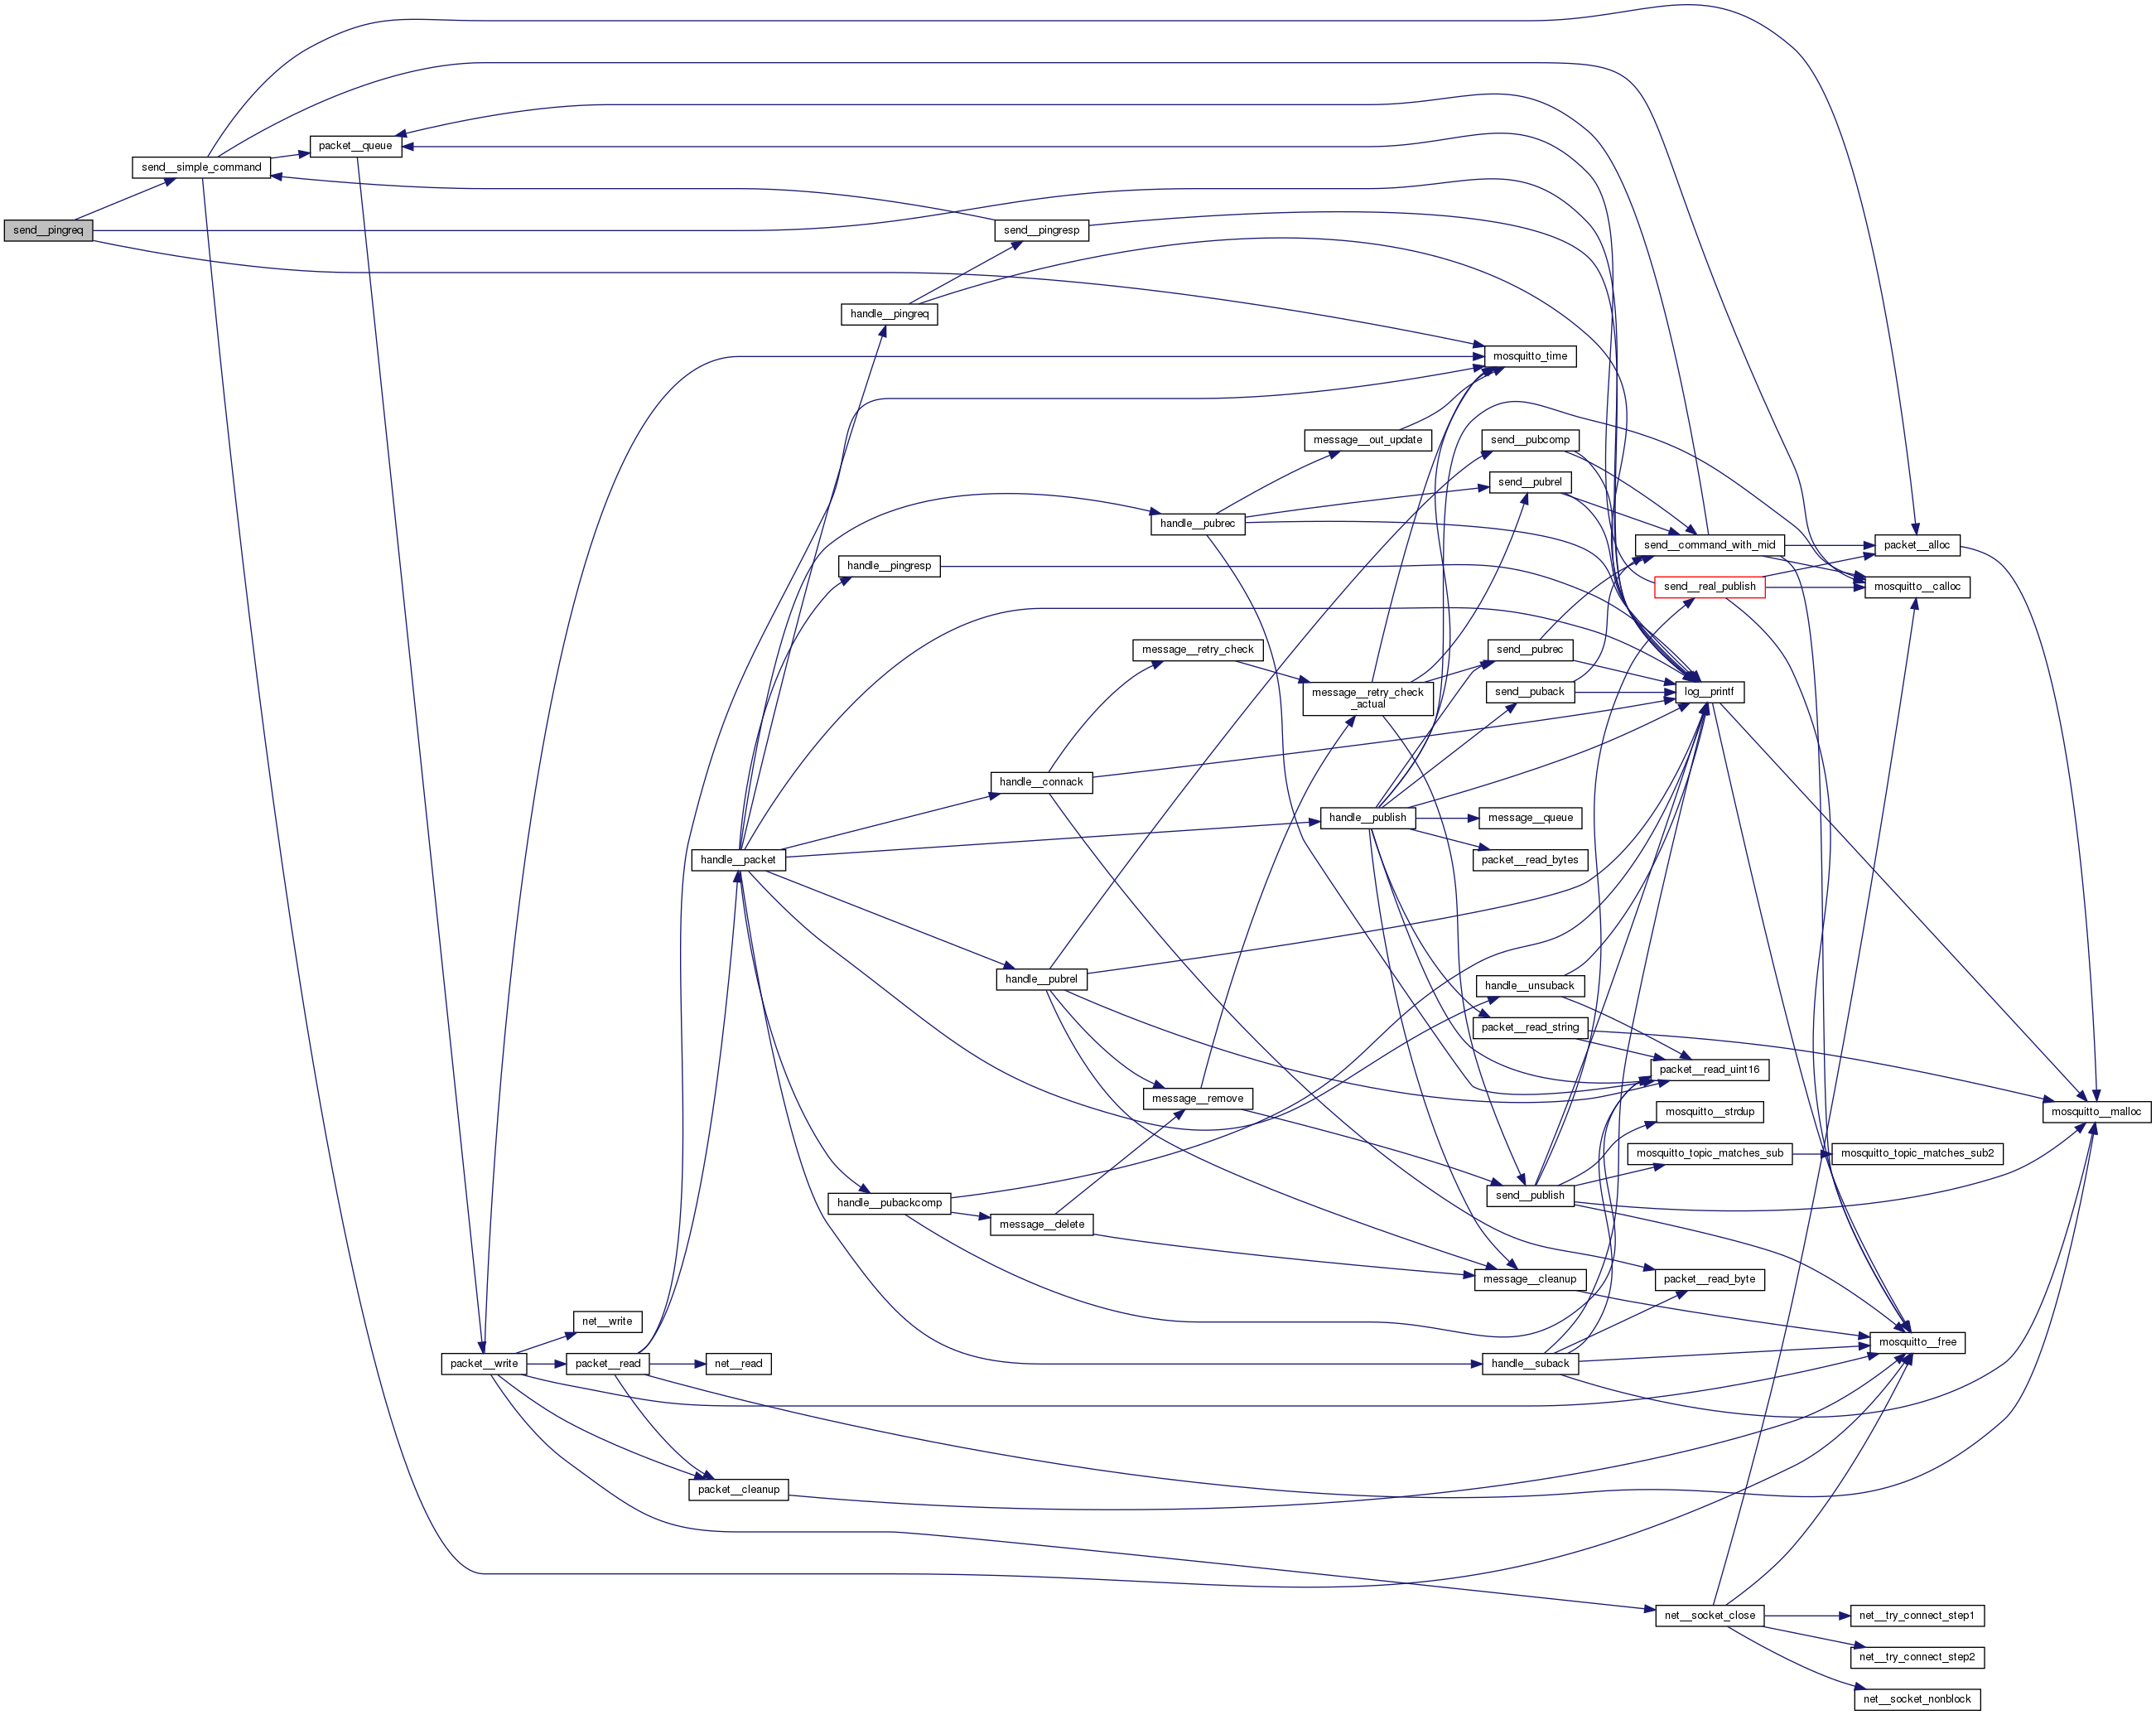 packet__queue
send__simple_command
send__pingreq
send__pingresp
handle__pingreq
mosquitto_time
message__out_update
send__pubcomp
send__pubrel
handle__pubrec
send__command_with_mid
packet__alloc
handle__pingresp
send__real_publish
mosquitto__calloc
message__retry_check
send__pubrec
message__retry_check
_actual
send__puback
log__printf
handle__connack
handle__publish
message__queue
handle__packet
packet__read_bytes
handle__pubrel
handle__unsuback
packet__read_string
packet__read_uint16
message__remove
mosquitto__strdup
mosquitto__malloc
mosquitto_topic_matches_sub
mosquitto_topic_matches_sub2
handle__pubackcomp
send__publish
message__delete
message__cleanup
packet__read_byte
net__write
mosquitto__free
packet__write
packet__read
net__read
handle__suback
packet__cleanup
net__socket_close
net__try_connect_step1
net__try_connect_step2
net__socket_nonblock